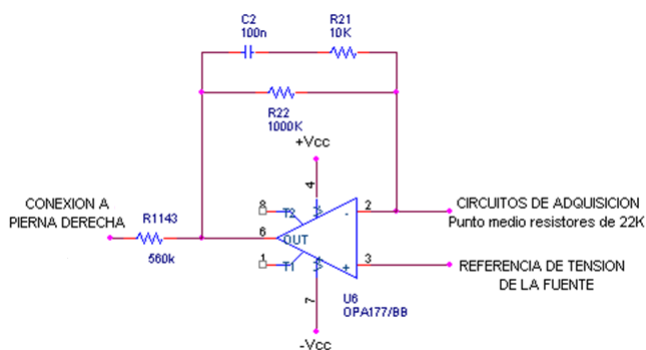 C2
100n
R21
10K
R22
1000K
+Vcc
CONEXION A
PIERNA DERECHA
R1143
560k
8
T2
4
2
-
6
OUT
1
T1
+
3
7
U6
OPA177/BB
-Vcc
CIRCUITOS DE ADQUISICION
Punto medio resistores de 22K
REFERENCIA DE TENSION
DE LA FUENTE